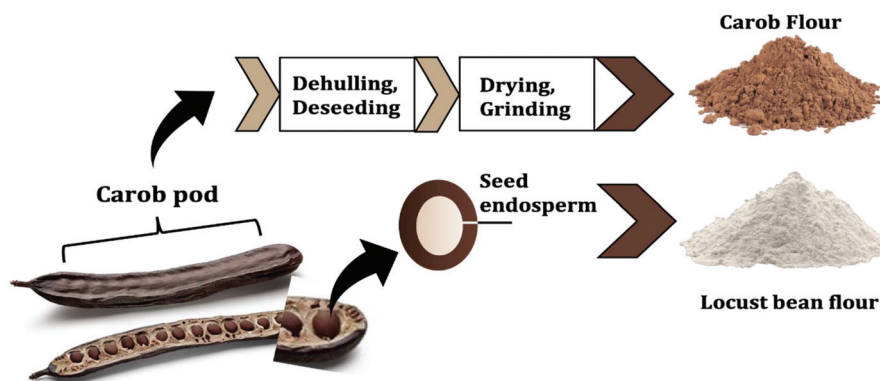 Carob Flour
Dehulling,
Deseeding
Drying,
Grinding
Carob pod
Seed
endosperm
Locust bean flour